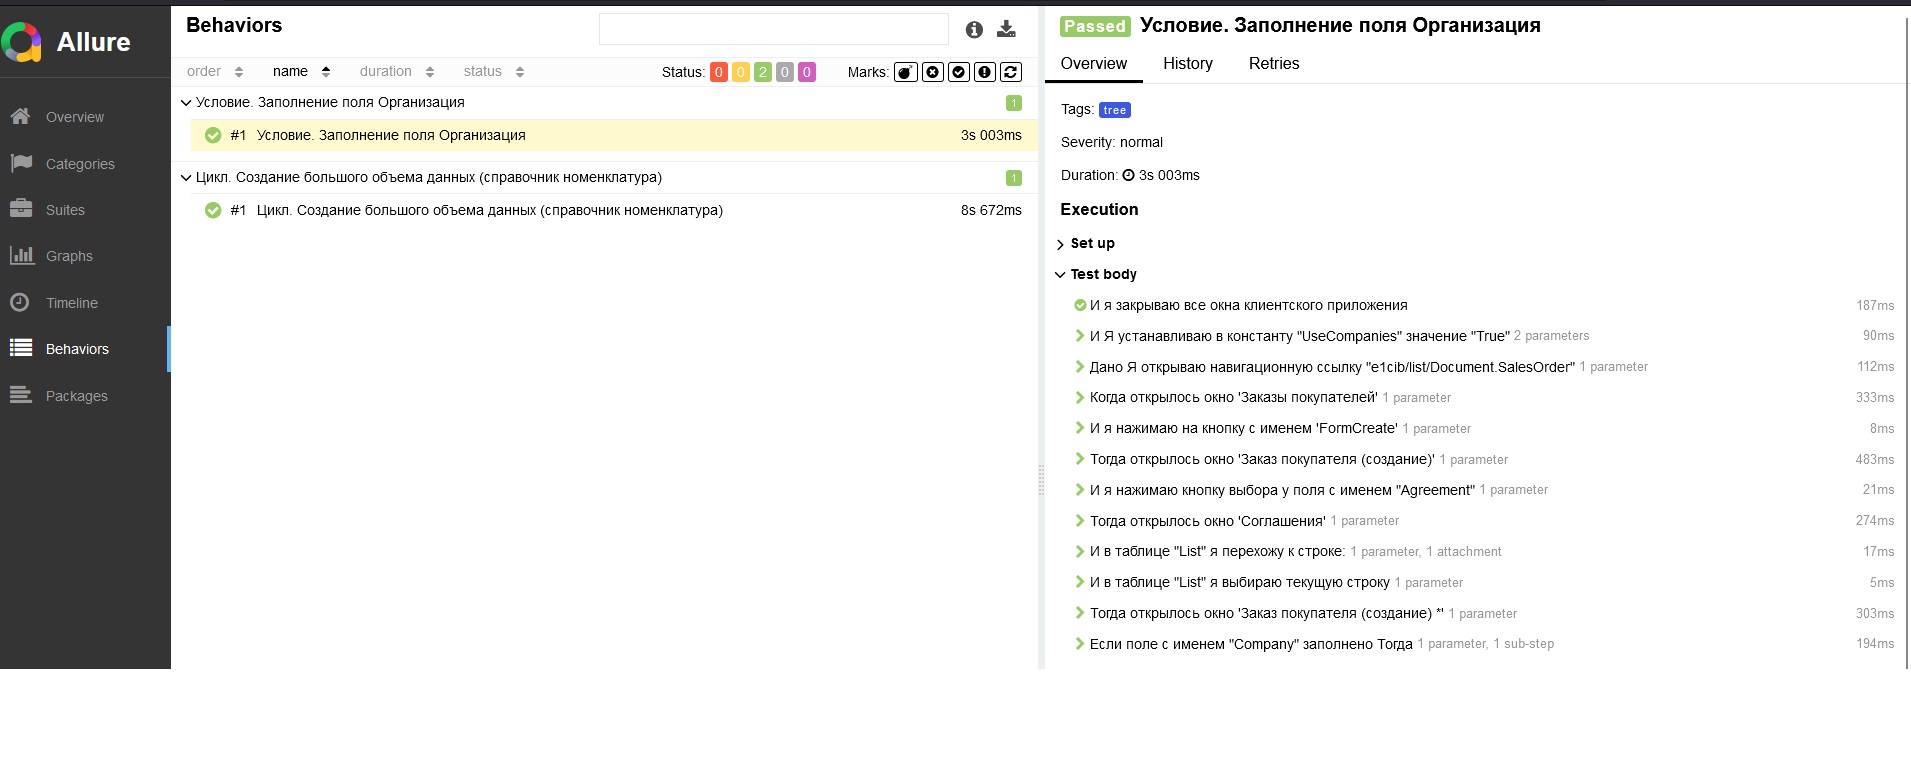 Allure
Overview
Categories
Suites
Graphs
Timeline
Behaviors
Packages
Behaviors
order name duration status Status: 0 0 2 0 0 Marks:
Условие. Заполнение поля Организация 1
#1 Условие. Заполнение поля Организация 3s 003ms
Цикл. Создание большого объема данных (справочник номенклатура) 1
#1 Цикл. Создание большого объема данных (справочник номенклатура) 8s 672ms
Passed Условие. Заполнение поля Организация
Overview History Retries
Tags: tree
Severity: normal
Duration: 3s 003ms
Execution
Set up
Test body
И я закрываю все окна клиентского приложения 187ms
И Я устанавливаю в константу "UseCompanies" значение "True" 2 parameters 90ms
Дано Я открываю навигационную ссылку "e1cib/list/Document.SalesOrder" 1 parameter 112ms
Когда открылось окно 'Заказы покупателей' 1 parameter 333ms
И я нажимаю на кнопку с именем 'FormCreate' 1 parameter 8ms
Тогда открылось окно 'Заказ покупателя (создание)' 1 parameter 483ms
И я нажимаю кнопку выбора у поля с именем "Agreement" 1 parameter 21ms
Тогда открылось окно 'Соглашения' 1 parameter 274ms
И в таблице "List" я перехожу к строке: 1 parameter, 1 attachment 17ms
И в таблице "List" я выбираю текущую строку 1 parameter 5ms
Тогда открылось окно 'Заказ покупателя (создание) *' 1 parameter 303ms
Если поле с именем "Company" заполнено Тогда 1 parameter, 1 sub-step 194ms